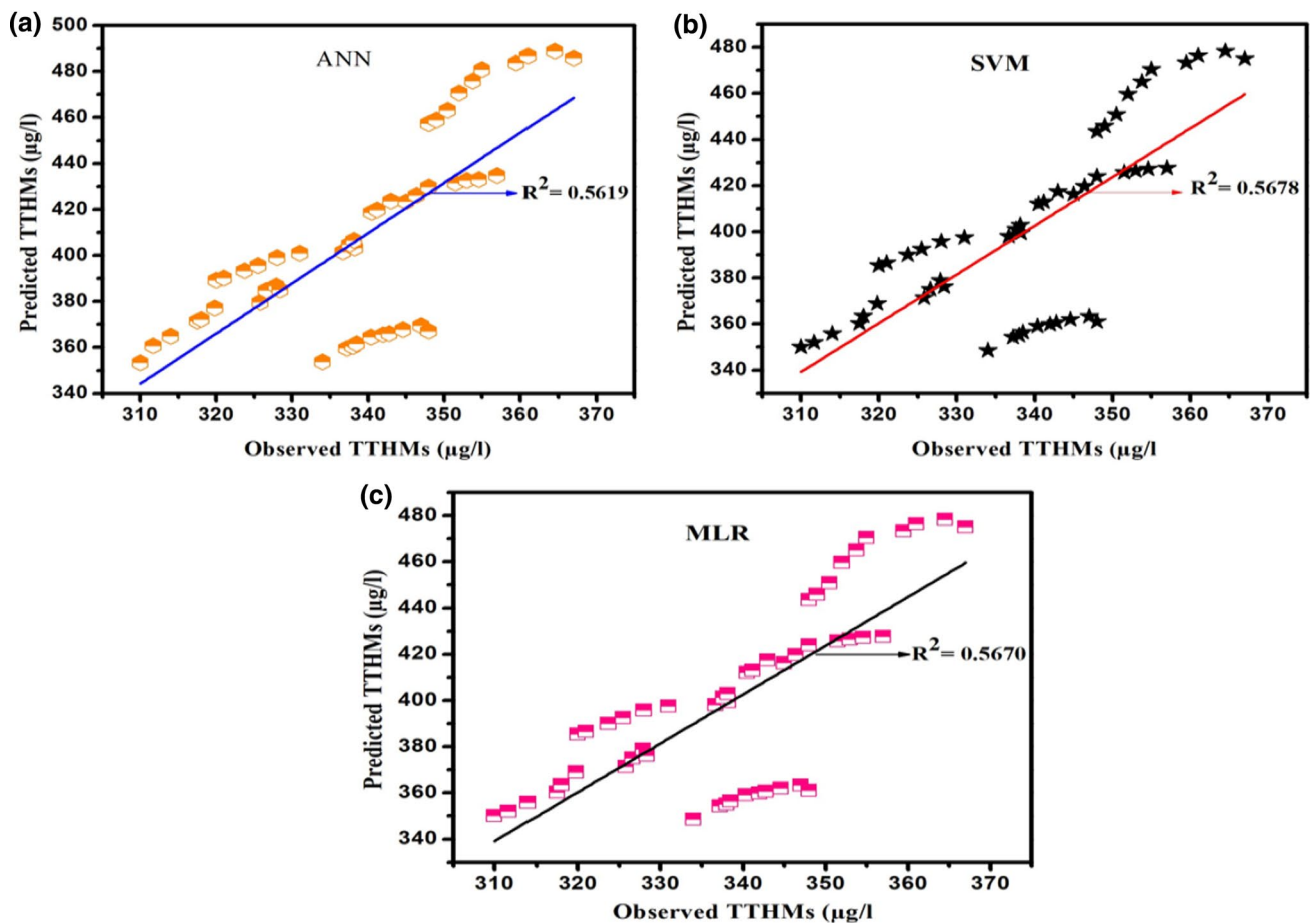 (a)
500
480
460
440
420
400
380
360
340
Predicted TTHMs (µg/l)
ANN
R²= 0.5619
310 320 330 340 350 360 370
Observed TTHMs (µg/l)
(b)
480
460
440
420
400
380
360
340
Predicted TTHMs (µg/l)
SVM
R²= 0.5678
310 320 330 340 350 360 370
Observed TTHMs (µg/l
(c)
480
460
440
420
400
380
360
340
Predicted TTHMs (µg/l)
MLR
R²= 0.5670
310 320 330 340 350 360 370
Observed TTHMs (µg/l